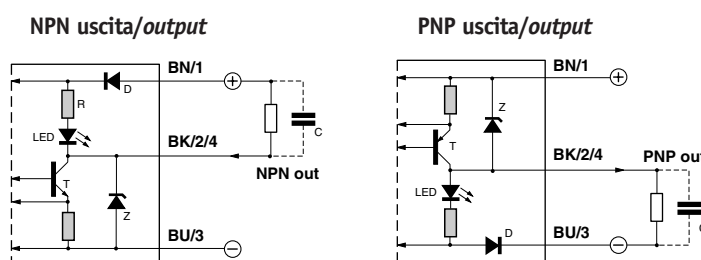 NPN uscita/output
PNP uscita/output
BN/1
+
D
R
LED
C
BK/2/4
NPN out
T
Z
BU/3
−
BN/1
+
Z
T
BK/2/4
PNP out
LED
C
D
BU/3
−